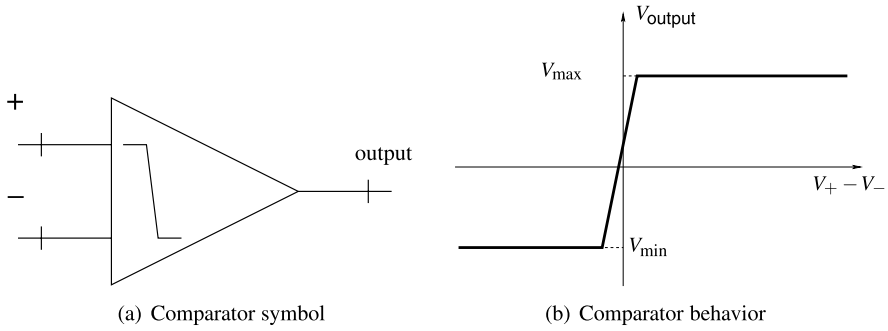 +
−
output
(a) Comparator symbol
V_output
V_max
V_+ − V_−
V_min
(b) Comparator behavior